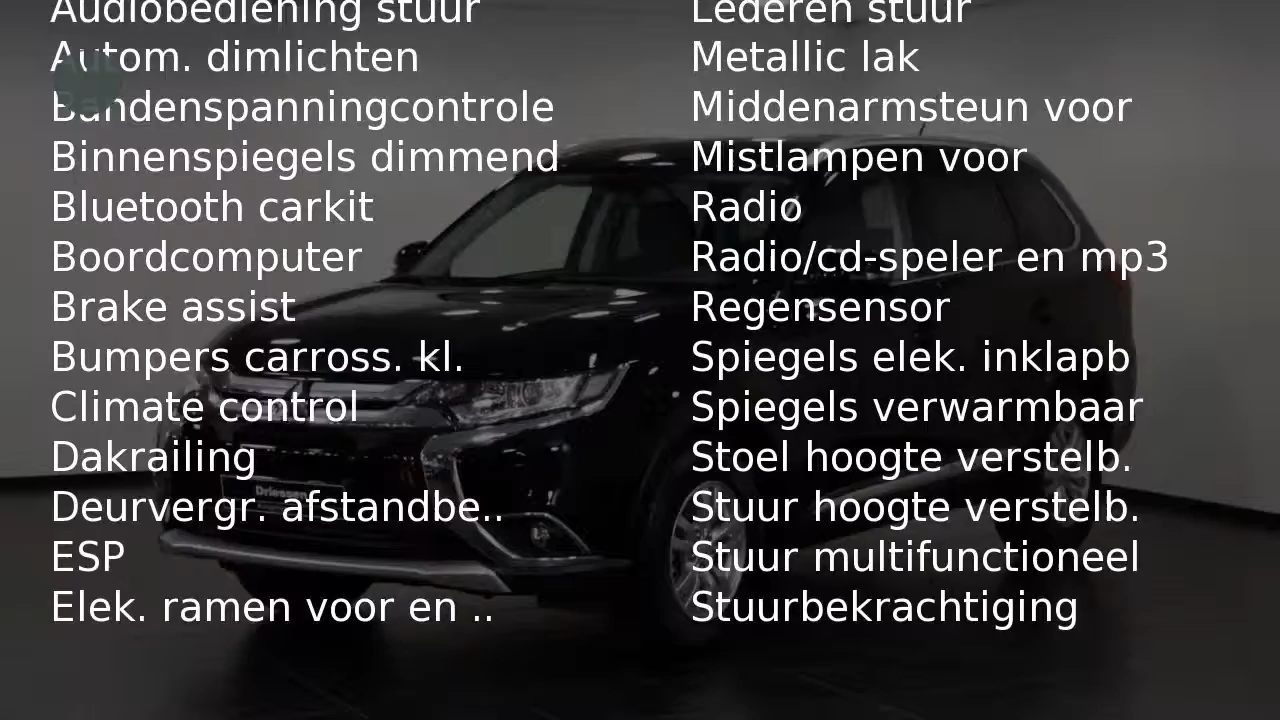 Audiobediening stuur
Autom. dimlichten
Bandenspanningcontrole
Binnenspiegels dimmend
Bluetooth carkit
Boordcomputer
Brake assist
Bumpers carross. kl.
Climate control
Dakrailing
Deurvergr. afstandbe..
ESP
Elek. ramen voor en ..
Lederen stuur
Metallic lak
Middenarmsteun voor
Mistlampen voor
Radio
Radio/cd-speler en mp3
Regensensor
Spiegels elek. inklapb
Spiegels verwarmbaar
Stoel hoogte verstelb.
Stuur hoogte verstelb.
Stuur multifunctioneel
Stuurbekrachtiging
Driessen